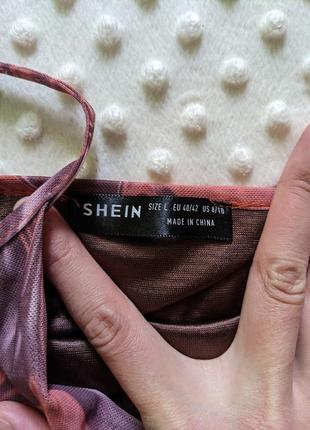 SHEIN SIZE L EU 40/42 US 8/10
MADE IN CHINA